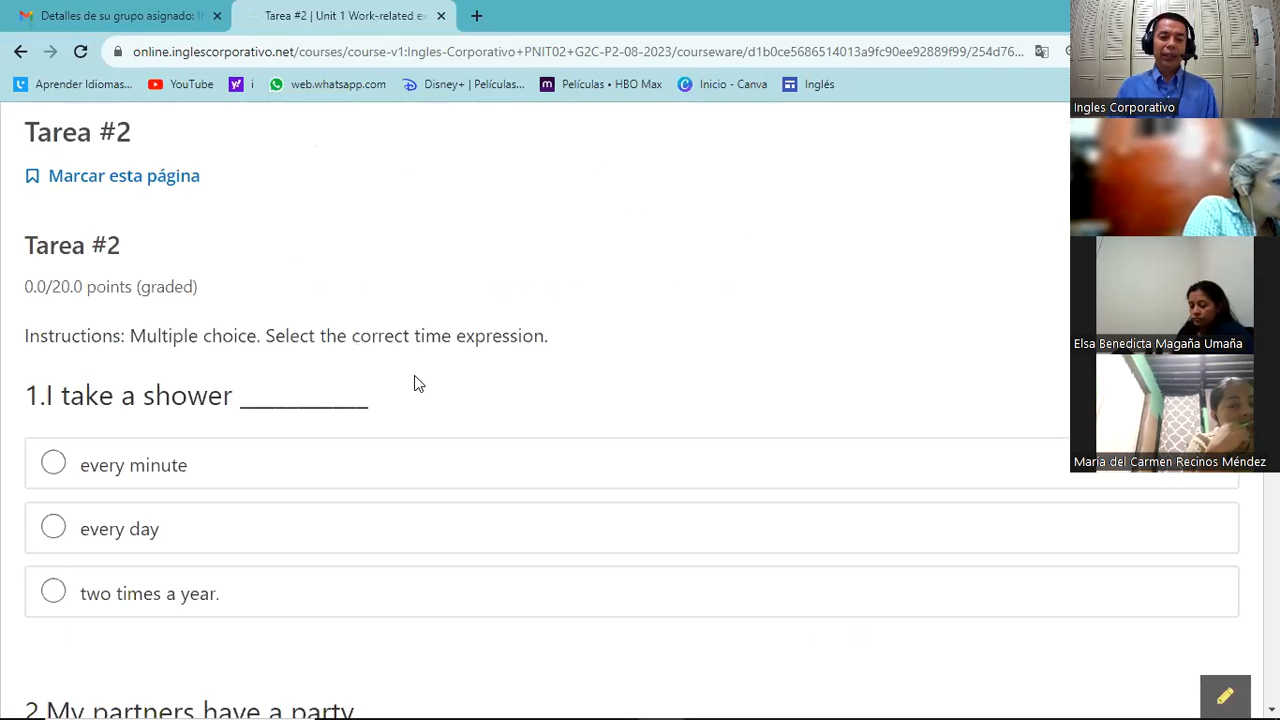 Detalles de su grupo asignado: I
Tarea #2 | Unit 1 Work-related ex
online.inglescorporativo.net/courses/course-v1:Ingles-Corporativo+PNIT02+G2C-P2-08-2023/courseware/
Aprender Idiomas...
YouTube
i
web.whatsapp.com
Disney+ | Películas,...
Películas • HBO Max
Inicio - Canva
Inglés
Ingles Corporativo
Tarea #2
Marcar esta página
Tarea #2
0.0/20.0 points (graded)
Instructions: Multiple choice. Select the correct time expression.
Elsa Benedicta Magaña Umaña
1.I take a shower ___________
every minute
Maria del Carmen Recinos Méndez
every day
two times a year.
2.My partners have a party